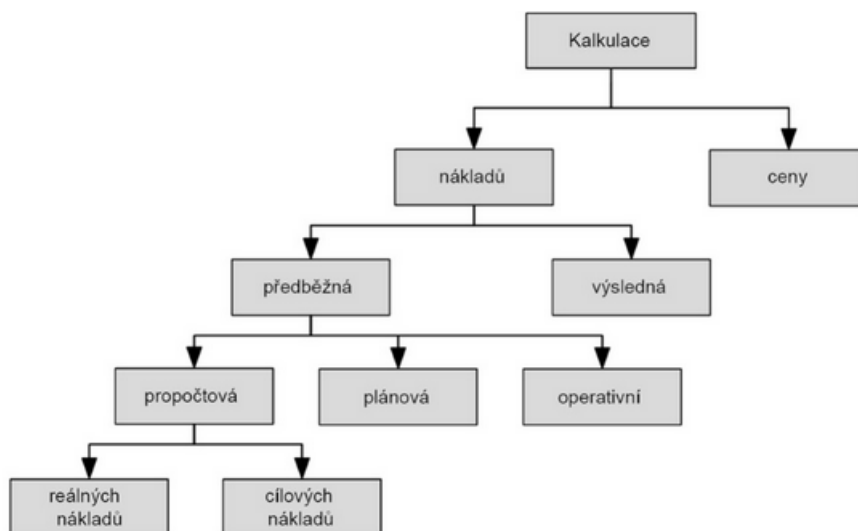 Kalkulace
nákladů
ceny
předběžná
výsledná
propočtová
plánová
operativní
reálných
nákladů
cílových
nákladů